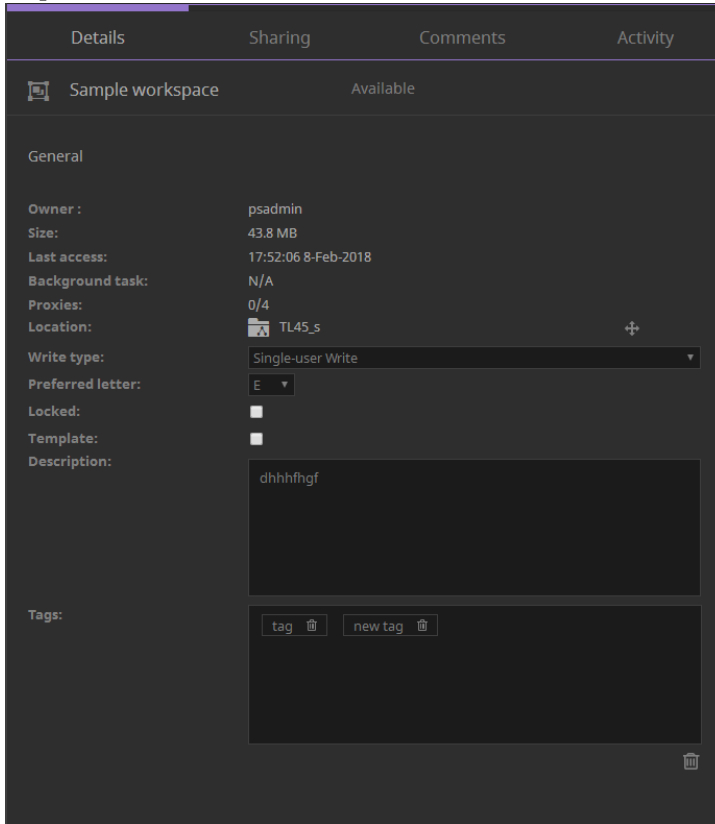 Details Sharing Comments Activity
Sample workspace Available
General
Owner : psadmin
Size: 43.8 MB
Last access: 17:52:06 8-Feb-2018
Background task: N/A
Proxies: 0/4
Location: TL45_s
Write type: Single-user Write
Preferred letter: E
Locked:
Template:
Description:
dhhhfhgf
Tags:
tag new tag